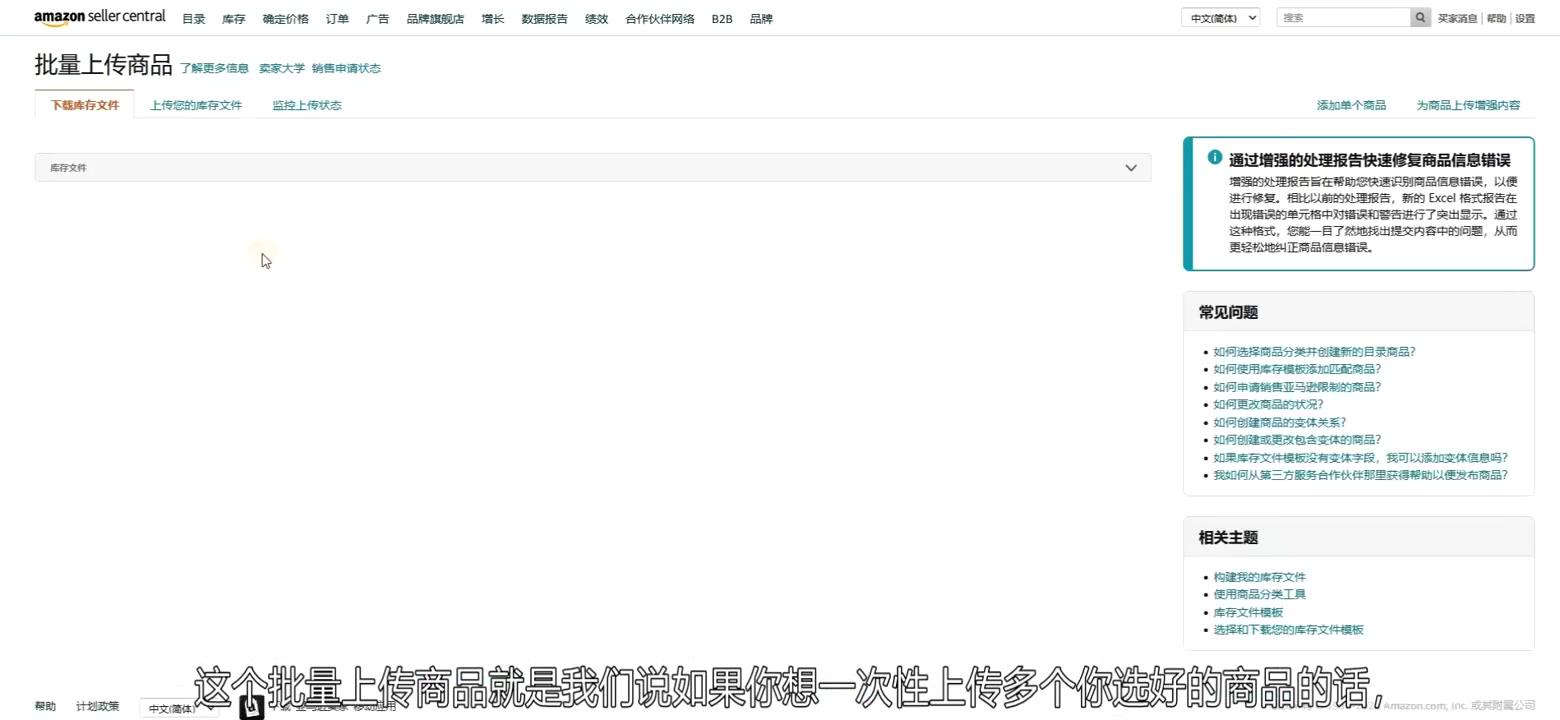 amazon seller central 目录 库存 确定价格 订单 广告 品牌旗舰店 增长 数据报告 绩效 合作伙伴网络 B2B 品牌 中文(简体) 搜索 买家消息 | 帮助 | 设置
批量上传商品 了解更多信息 卖家大学 销售申请状态
下载库存文件 上传您的库存文件 监控上传状态 添加单个商品 为商品上传增强内容
库存文件
通过增强的处理报告快速修复商品信息错误
增强的处理报告旨在帮助您快速识别商品信息错误，以便
进行修复。相比以前的处理报告，新的 Excel 格式报告在
出现错误的单元格中对错误和警告进行了突出显示。通过
这种格式，您能一目了然地找出提交内容中的问题，从而
更轻松地纠正商品信息错误。
常见问题
如何选择商品分类并创建新的目录商品?
如何使用库存模板添加匹配商品?
如何申请销售亚马逊限制的商品?
如何更改商品的状况?
如何创建商品的变体关系?
如何创建或更改包含变体的商品?
如果库存文件模板没有变体字段，我可以添加变体信息吗?
我如何从第三方服务合作伙伴那里获得帮助以便发布商品?
相关主题
构建我的库存文件
使用商品分类工具
库存文件模板
选择和下载您的库存文件模板
这个批量上传商品就是我们说如果你想一次性上传多个你选好的商品的话，
帮助 计划政策 中文(简体) Amazon.com, Inc. 或其附属公司